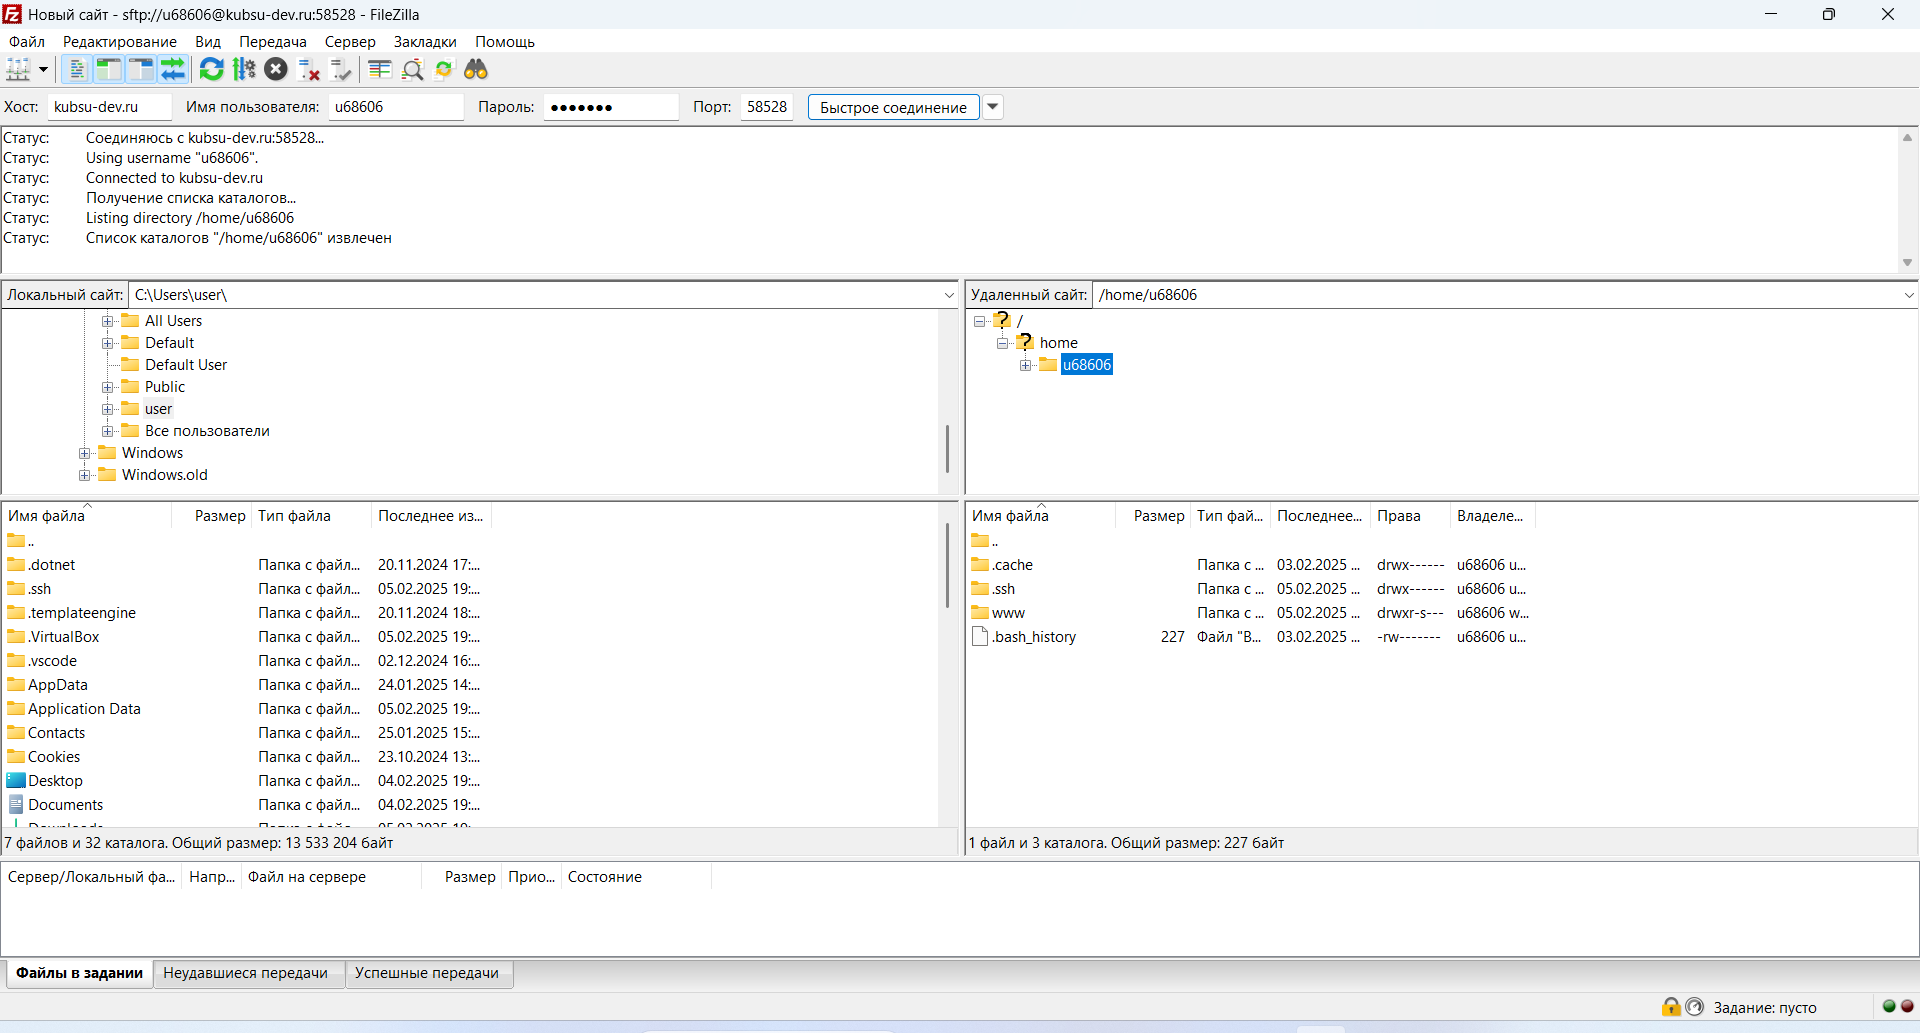 Новый сайт - sftp://u68606@kubsu-dev.ru:58528 - FileZilla
Файл Редактирование Вид Передача Сервер Закладки Помощь
Хост: kubsu-dev.ru Имя пользователя: u68606 Пароль: ●●●●●●● Порт: 58528 Быстрое соединение
Статус: Соединяюсь с kubsu-dev.ru:58528...
Статус: Using username "u68606".
Статус: Connected to kubsu-dev.ru
Статус: Получение списка каталогов...
Статус: Listing directory /home/u68606
Статус: Список каталогов "/home/u68606" извлечен
Локальный сайт: C:\Users\user\
All Users
Default
Default User
Public
user
Все пользователи
Windows
Windows.old
Удаленный сайт: /home/u68606
/
home
u68606
Имя файла Размер Тип файла Последнее из...
..
.dotnet Папка с файл... 20.11.2024 17:...
.ssh Папка с файл... 05.02.2025 19:...
.templateengine Папка с файл... 20.11.2024 18:...
.VirtualBox Папка с файл... 05.02.2025 19:...
.vscode Папка с файл... 02.12.2024 16:...
AppData Папка с файл... 24.01.2025 14:...
Application Data Папка с файл... 05.02.2025 19:...
Contacts Папка с файл... 25.01.2025 15:...
Cookies Папка с файл... 23.10.2024 13:...
Desktop Папка с файл... 04.02.2025 19:...
Documents Папка с файл... 04.02.2025 19:...
7 файлов и 32 каталога. Общий размер: 13 533 204 байт
Имя файла Размер Тип фай... Последнее... Права Владеле...
..
.cache Папка с ... 03.02.2025 ... drwx------ u68606 u...
.ssh Папка с ... 05.02.2025 ... drwx------ u68606 u...
www Папка с ... 05.02.2025 ... drwxr-s--- u68606 w...
.bash_history 227 Файл "B... 03.02.2025 ... -rw------- u68606 u...
1 файл и 3 каталога. Общий размер: 227 байт
Сервер/Локальный фа... Напр... Файл на сервере Размер Прио... Состояние
Файлы в задании Неудавшиеся передачи Успешные передачи
Задание: пусто